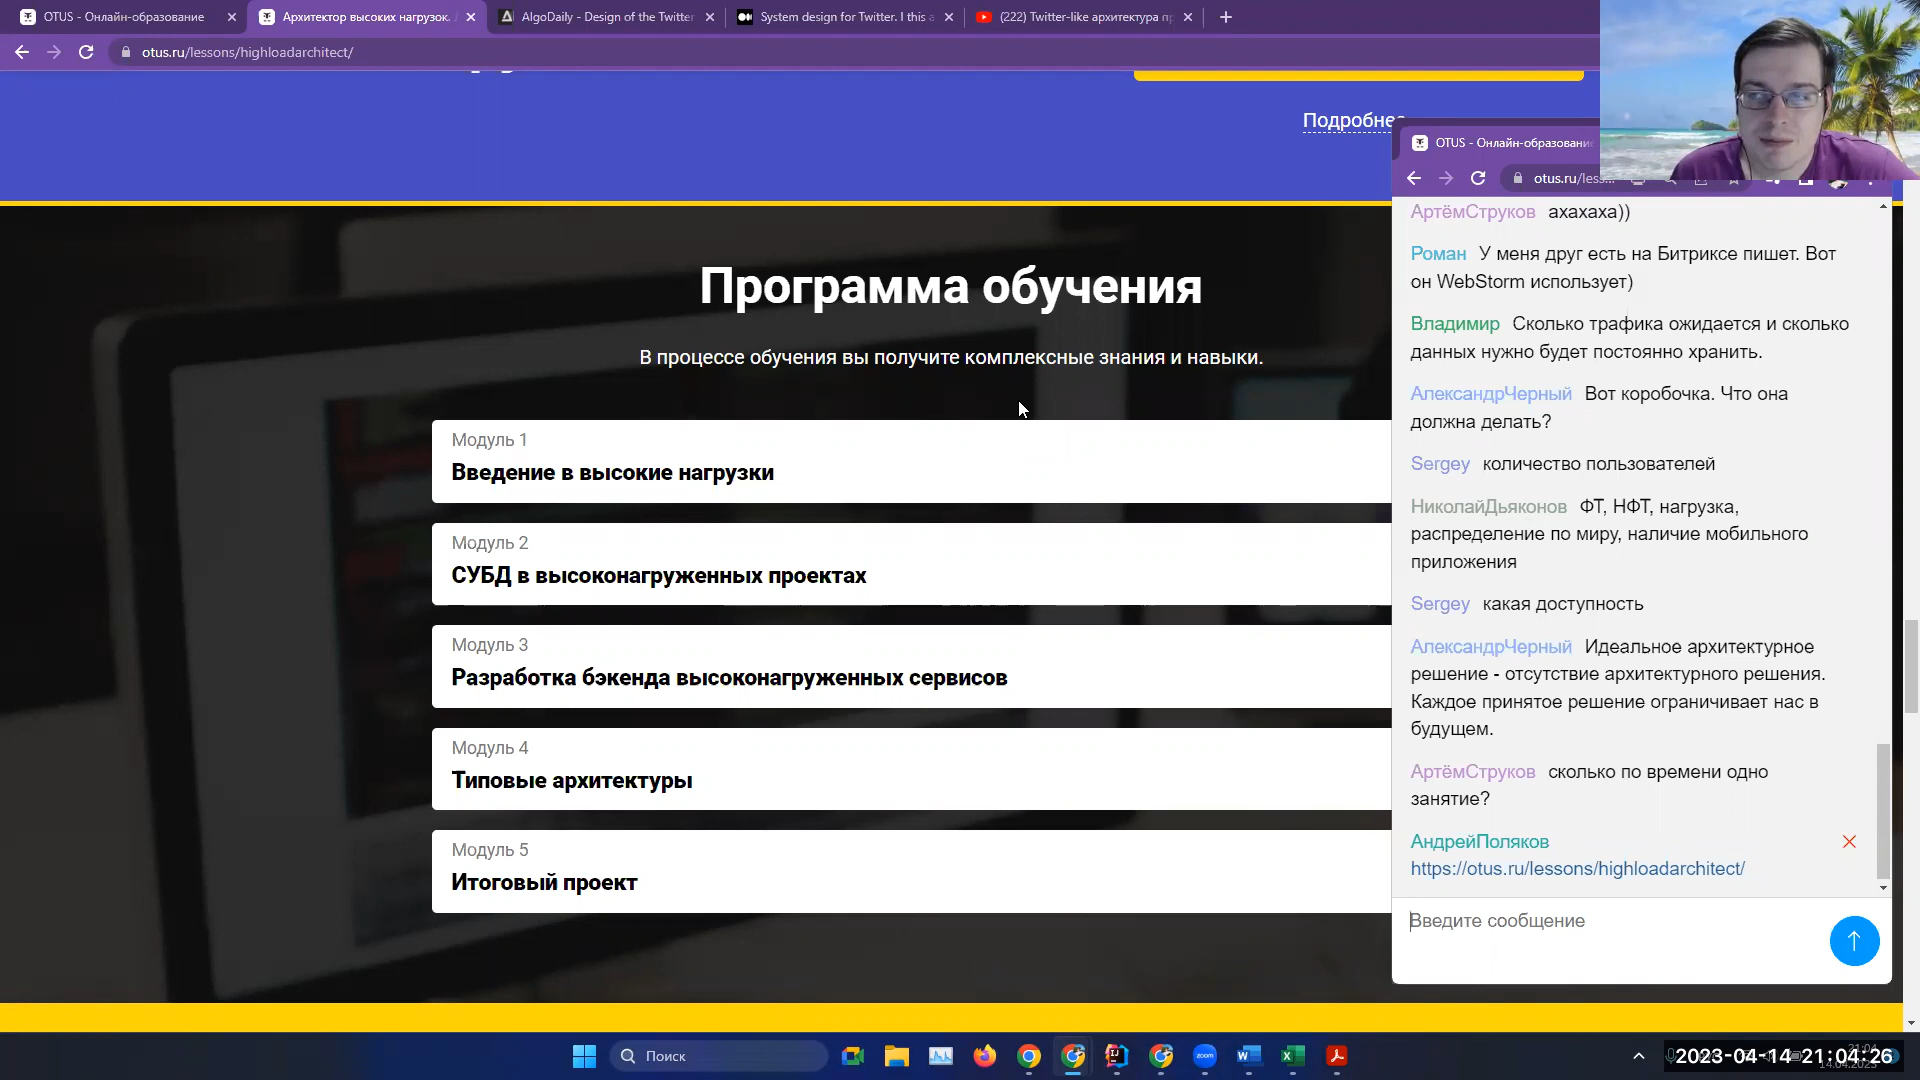 OTUS - Онлайн-образование
Архитектор высоких нагрузок.
AlgoDaily - Design of the Twitter
System design for Twitter. I this a
(222) Twitter-like архитектура п
otus.ru/lessons/highloadarchitect/
Подробнее
OTUS - Онлайн-образование
otus.ru/less...
Программа обучения
В процессе обучения вы получите комплексные знания и навыки.
Модуль 1
Введение в высокие нагрузки
Модуль 2
СУБД в высоконагруженных проектах
Модуль 3
Разработка бэкенда высоконагруженных сервисов
Модуль 4
Типовые архитектуры
Модуль 5
Итоговый проект
АртёмСтруков ахахаха))
Роман У меня друг есть на Битриксе пишет. Вот
он WebStorm использует)
Владимир Сколько трафика ожидается и сколько
данных нужно будет постоянно хранить.
АлександрЧерный Вот коробочка. Что она
должна делать?
Sergey количество пользователей
НиколайДьяконов ФТ, НФТ, нагрузка,
распределение по миру, наличие мобильного
приложения
Sergey какая доступность
АлександрЧерный Идеальное архитектурное
решение - отсутствие архитектурного решения.
Каждое принятое решение ограничивает нас в
будущем.
АртёмСтруков сколько по времени одно
занятие?
АндрейПоляков
https://otus.ru/lessons/highloadarchitect/
Введите сообщение
Поиск
zoom
2023-04-14 21:04:26